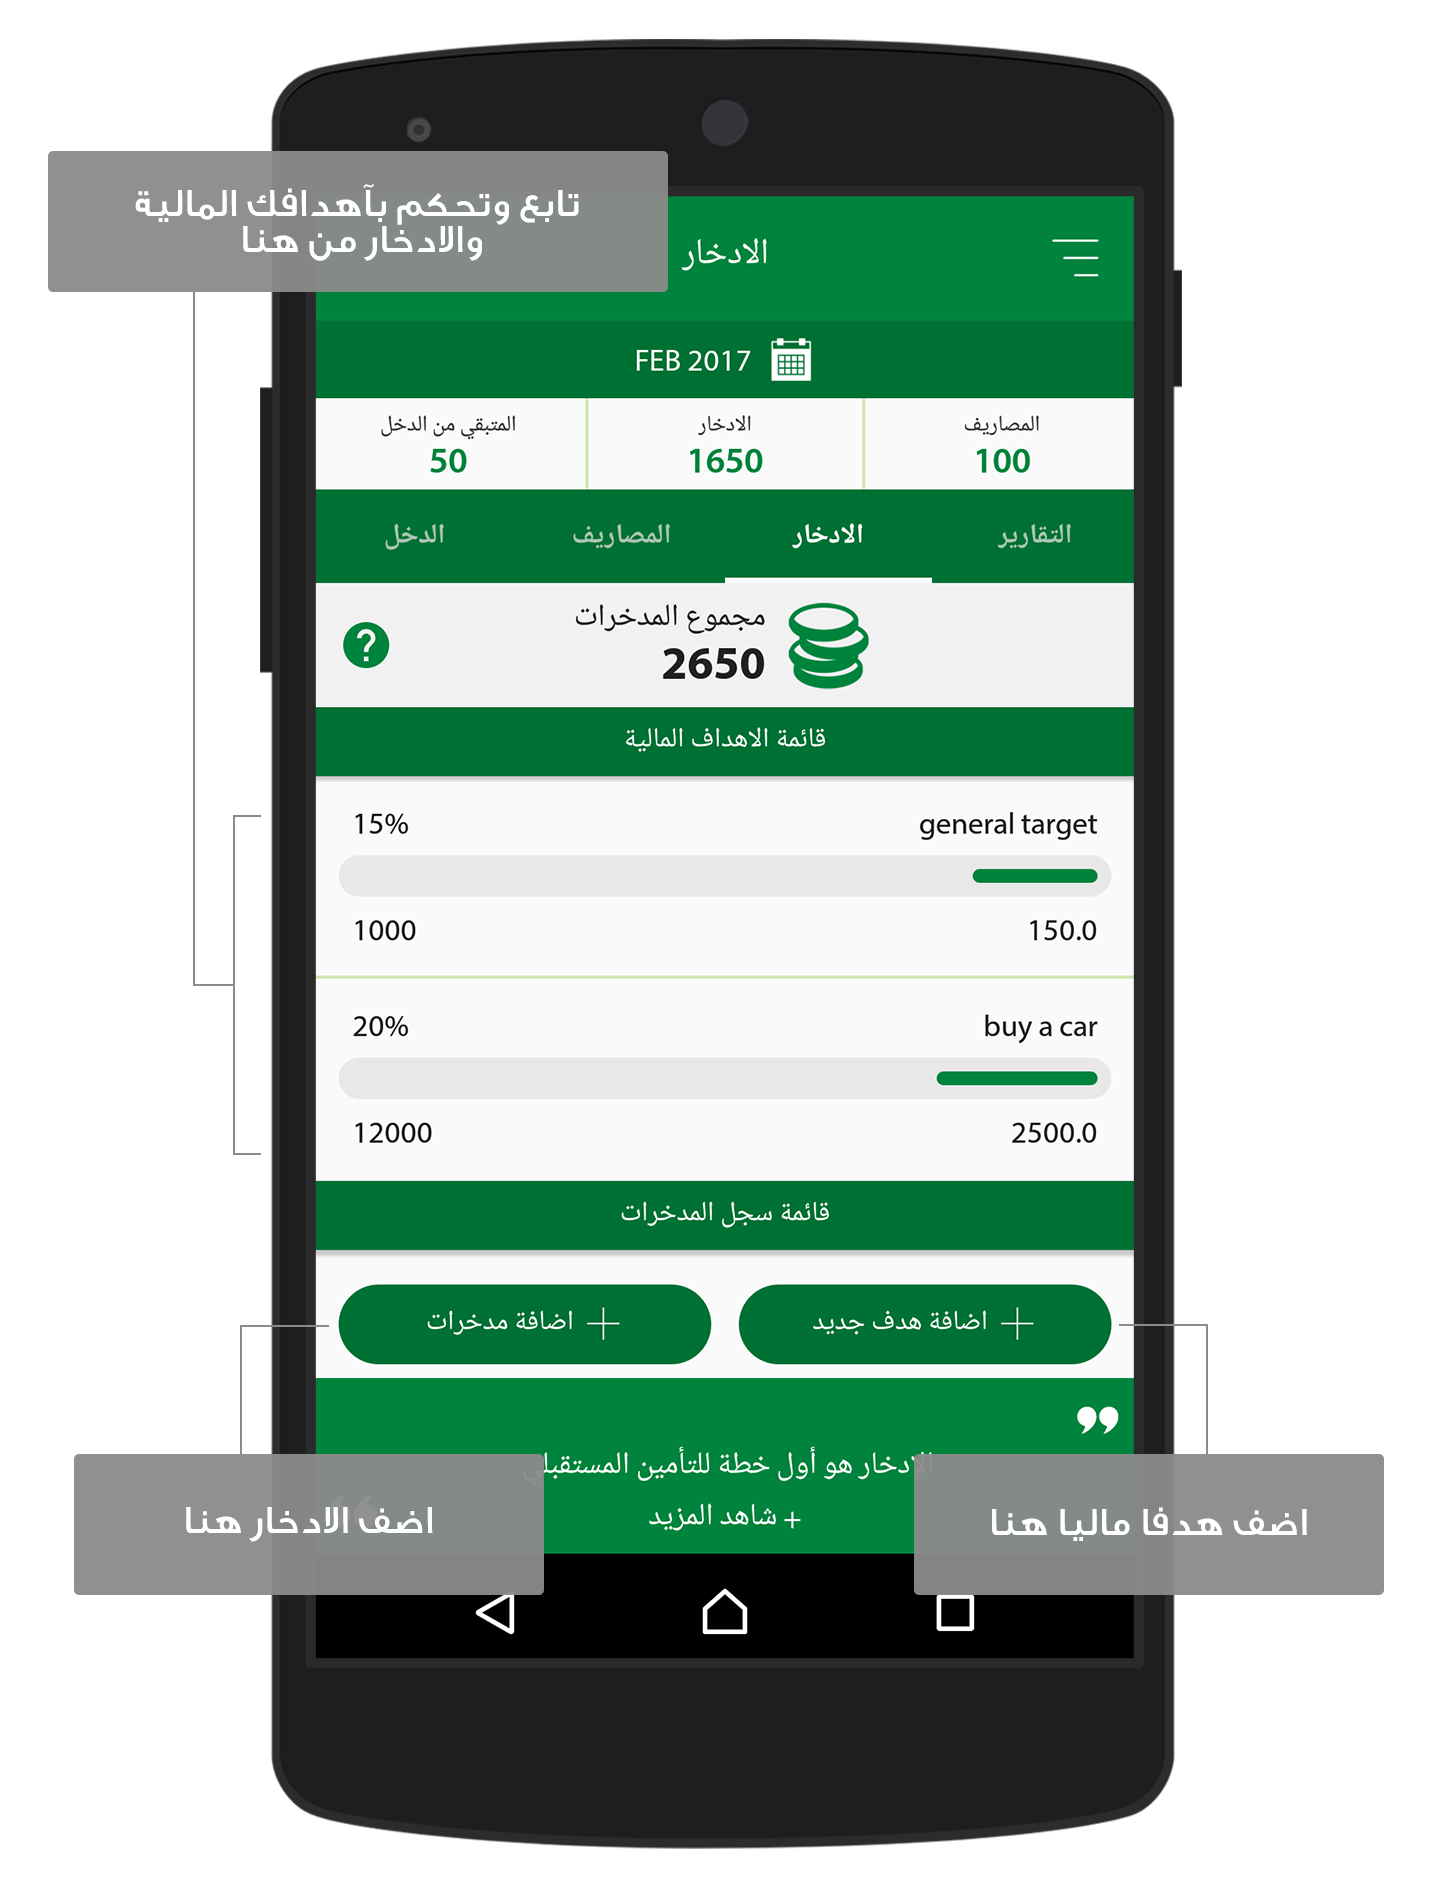 تابع وتحكم بآهدافك المالية
والادخار من هنا
الادخار
FEB 2017
المصاريف
100
الادخار
1650
المتبقي من الدخل
50
التقارير
الادخار
المصاريف
الدخل
مجموع المدخرات
2650
?
قائمة الاهداف المالية
general target
15%
150.0
1000
buy a car
20%
2500.0
12000
قائمة سجل المدخرات
اضافة هدف جديد
اضافة مدخرات
الادخار هو أول خطة للتأمين المستقبلي
+ شاهد المزيد
اضف هدفا ماليا هنا
اضف الادخار هنا